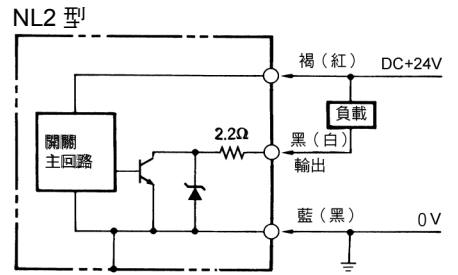 NL2 型
褐（紅）
DC+24V
負載
2.2Ω
黑（白）
輸出
開關
主回路
藍（黑）
0V